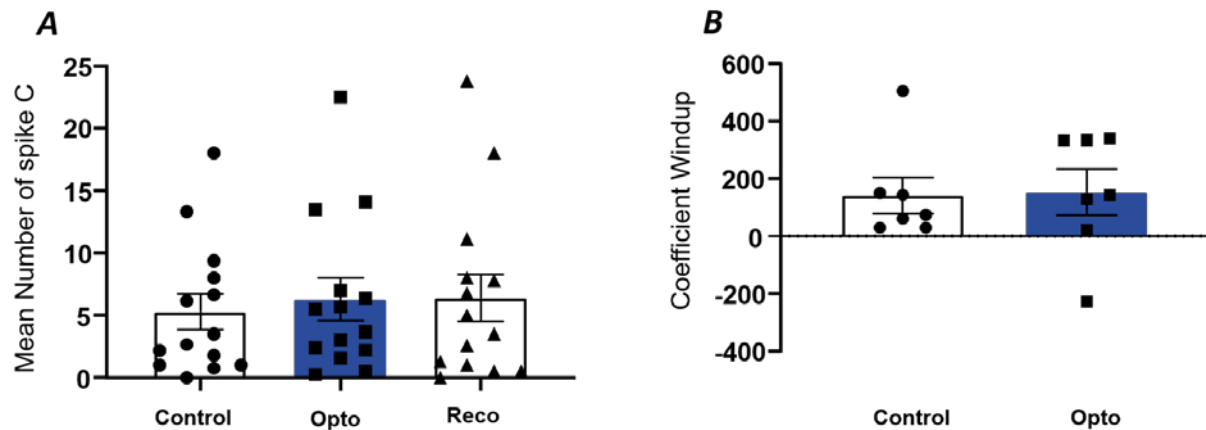 A
Mean Number of spike C
25
20
15
10
5
0
Control
Opto
Reco
B
Coefficient Windup
600
400
200
0
-200
-400
Control
Opto